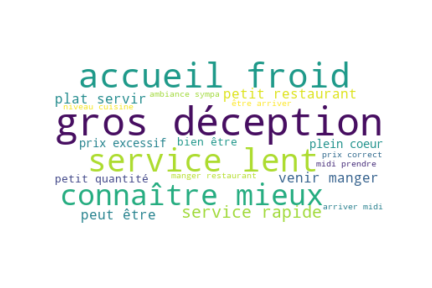 accueil froid
plat servir ambiance sympa petit restaurant
niveau cuisine être arriver
gros déception
prix excessif bien être plein coeur
service lent prix correct
midi prendre
petit quantité manger restaurant venir manger
connaître mieux
peut être service rapide arriver midi